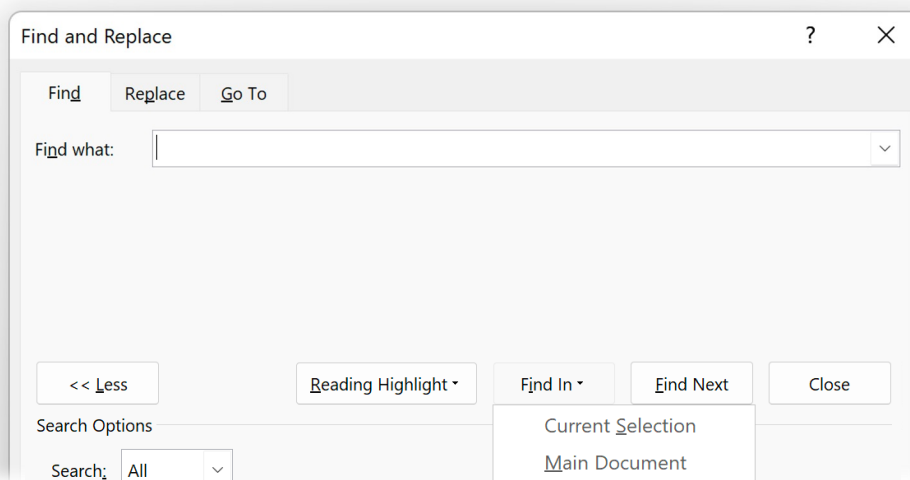 Find and Replace ?
Find Replace Go To
Find what:
<< Less Reading Highlight Find In Find Next Close
Search Options
Current Selection
Search: All Main Document